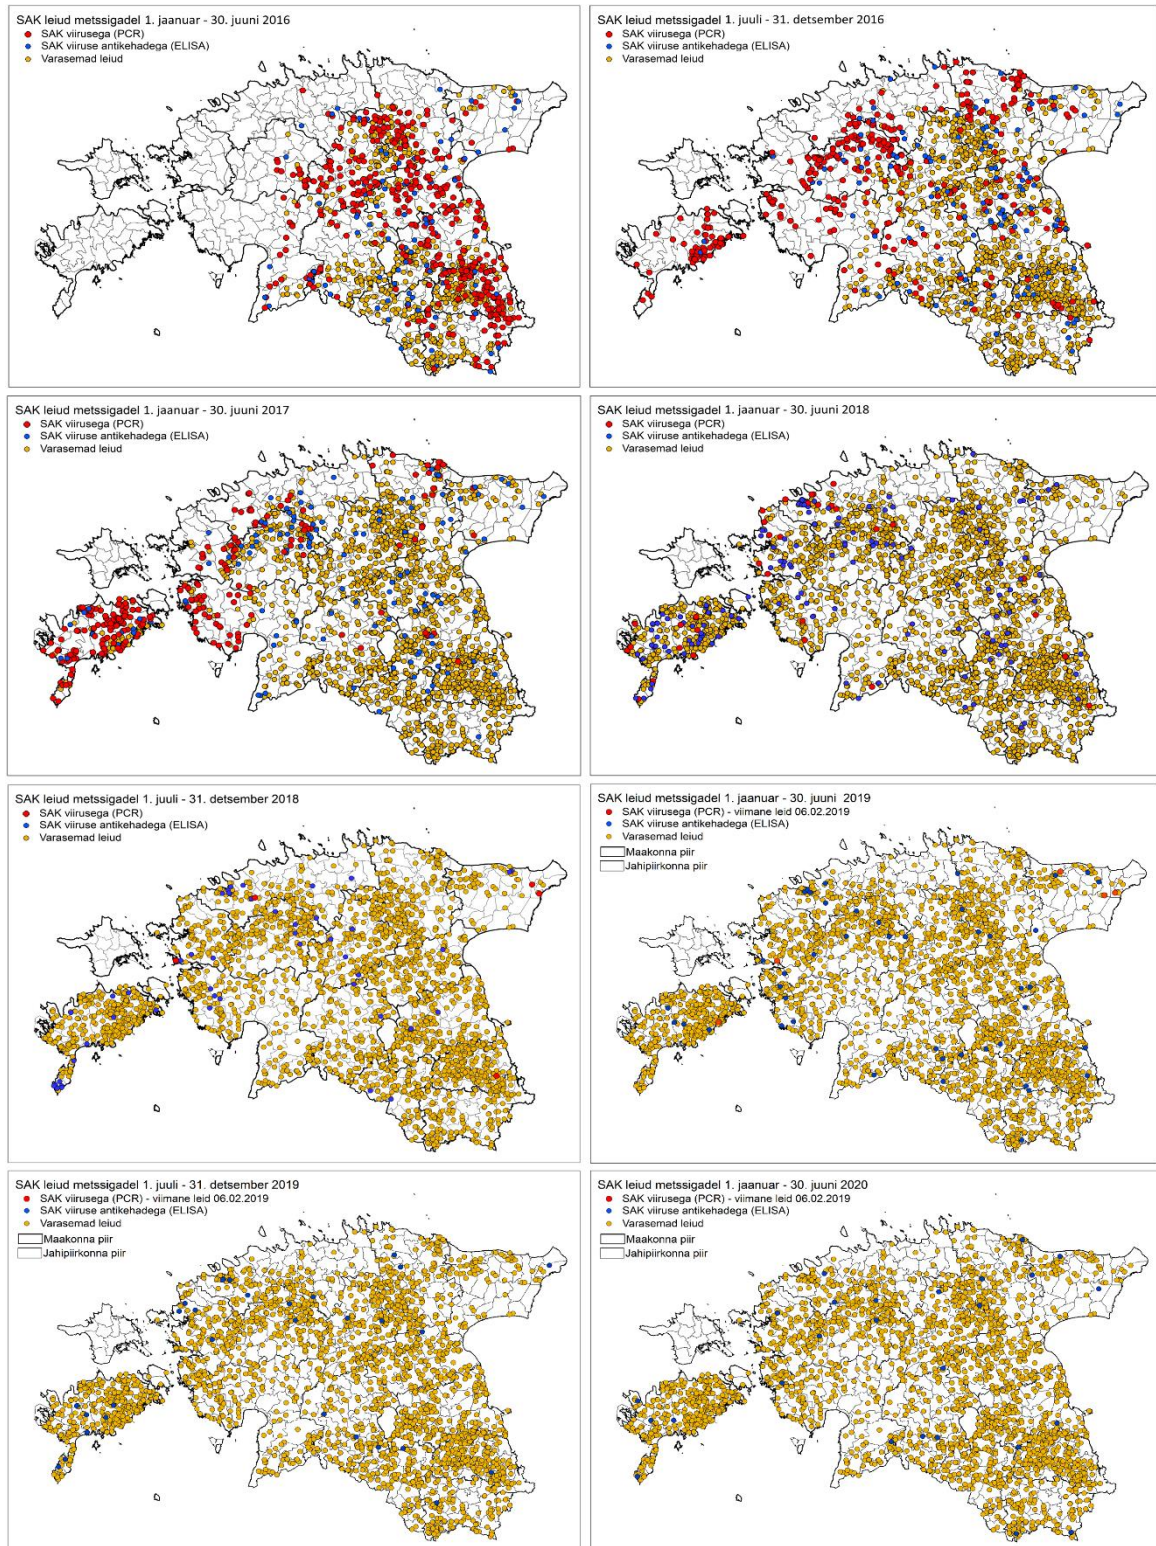 SAK leiud metssigadel 1. jaanuar - 30. juuni 2016
SAK viirusega (PCR)
SAK viiruse antikehadega (ELISA)
Varasemad leiud
SAK leiud metssigadel 1. juuli - 31. detsember 2016
SAK viirusega (PCR)
SAK viiruse antikehadega (ELISA)
Varasemad leiud
SAK leiud metssigadel 1. jaanuar - 30. juuni 2017
SAK viirusega (PCR)
SAK viiruse antikehadega (ELISA)
Varasemad leiud
SAK leiud metssigadel 1. jaanuar - 30. juuni 2018
SAK viirusega (PCR)
SAK viiruse antikehadega (ELISA)
Varasemad leiud
SAK leiud metssigadel 1. juuli - 31. detsember 2018
SAK viirusega (PCR)
SAK viiruse antikehadega (ELISA)
Varasemad leiud
SAK leiud metssigadel 1. jaanuar - 30. juuni 2019
SAK viirusega (PCR) - viimane leid 06.02.2019
SAK viiruse antikehadega (ELISA)
Varasemad leiud
Maakonna piir
Jahipiirkonna piir
SAK leiud metssigadel 1. juuli - 31. detsember 2019
SAK viirusega (PCR) - viimane leid 06.02.2019
SAK viiruse antikehadega (ELISA)
Varasemad leiud
Maakonna piir
Jahipiirkonna piir
SAK leiud metssigadel 1. jaanuar - 30. juuni 2020
SAK viirusega (PCR) - viimane leid 06.02.2019
SAK viiruse antikehadega (ELISA)
Varasemad leiud
Maakonna piir
Jahipiirkonna piir